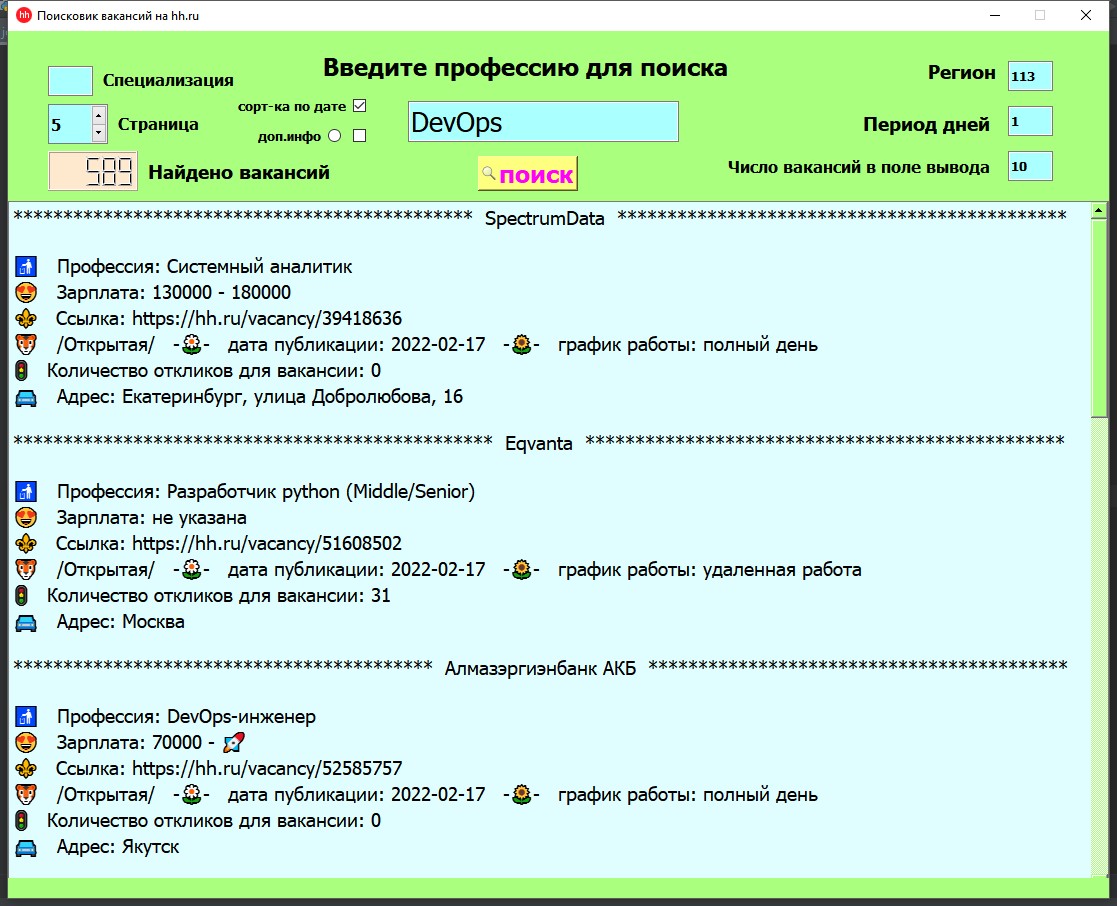 hh Поисковик вакансий на hh.ru
Введите профессию для поиска
Специализация
Регион 113
сорт-ка по дате
5 Страница
DevOps
Период дней 1
доп.инфо
589 Найдено вакансий
поиск
Число вакансий в поле вывода 10
********************************************** SpectrumData *********************************************
Профессия: Системный аналитик
Зарплата: 130000 - 180000
Ссылка: https://hh.ru/vacancy/39418636
/Открытая/ -🌼- дата публикации: 2022-02-17 -🌻- график работы: полный день
Количество откликов для вакансии: 0
Адрес: Екатеринбург, улица Добролюбова, 16
************************************************ Eqvanta ************************************************
Профессия: Разработчик python (Middle/Senior)
Зарплата: не указана
Ссылка: https://hh.ru/vacancy/51608502
/Открытая/ -🌼- дата публикации: 2022-02-17 -🌻- график работы: удаленная работа
Количество откликов для вакансии: 31
Адрес: Москва
****************************************** Алмазэргиэнбанк АКБ ******************************************
Профессия: DevOps-инженер
Зарплата: 70000 - 🚀
Ссылка: https://hh.ru/vacancy/52585757
/Открытая/ -🌼- дата публикации: 2022-02-17 -🌻- график работы: полный день
Количество откликов для вакансии: 0
Адрес: Якутск